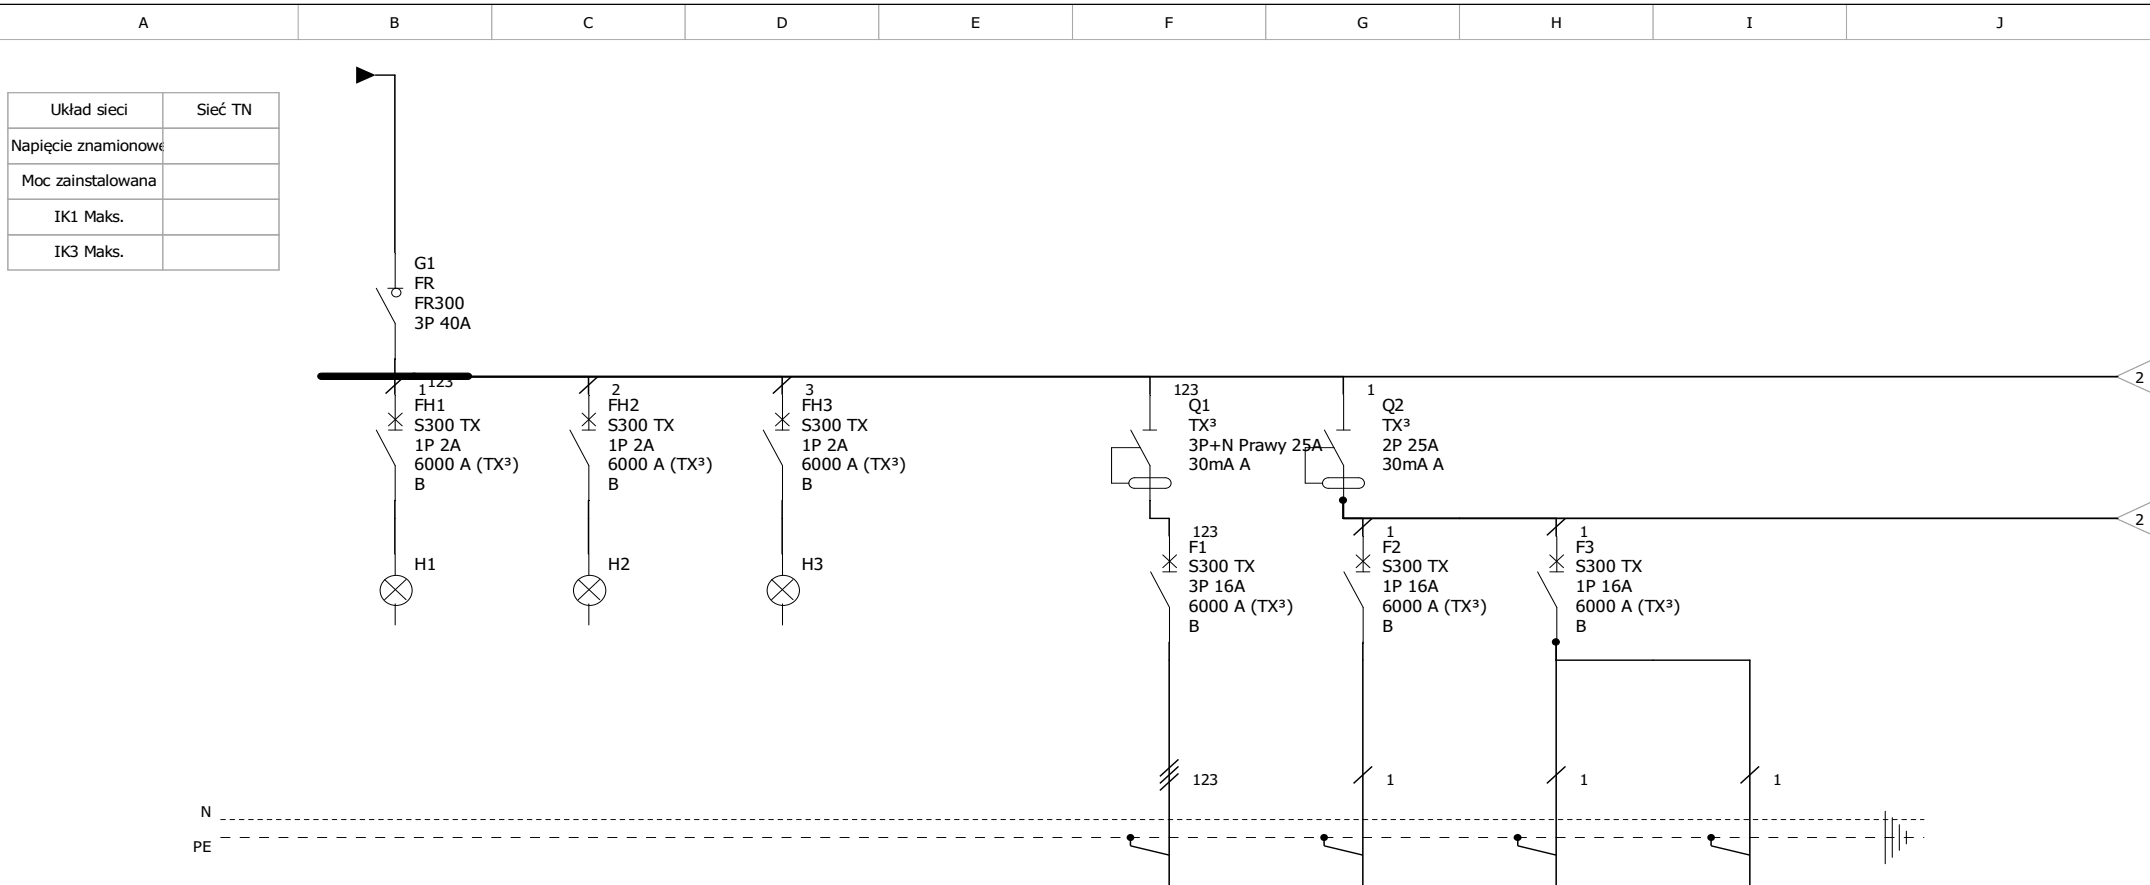 A B C D E F G H I J
Układ sieci Sieć TN
Napięcie znamionowe
Moc zainstalowana
IK1 Maks.
IK3 Maks.
G1
FR
FR300
3P 40A
2
1 123
FH1
S300 TX
1P 2A
6000 A (TX³)
B
2
FH2
S300 TX
1P 2A
6000 A (TX³)
B
3
FH3
S300 TX
1P 2A
6000 A (TX³)
B
123
Q1
TX³
3P+N Prawy 25A
30mA A
1
Q2
TX³
2P 25A
30mA A
2
123
F1
S300 TX
3P 16A
6000 A (TX³)
B
1
F2
S300 TX
1P 16A
6000 A (TX³)
B
1
F3
S300 TX
1P 16A
6000 A (TX³)
B
H1
H2
H3
123
1
1
1
N
PE